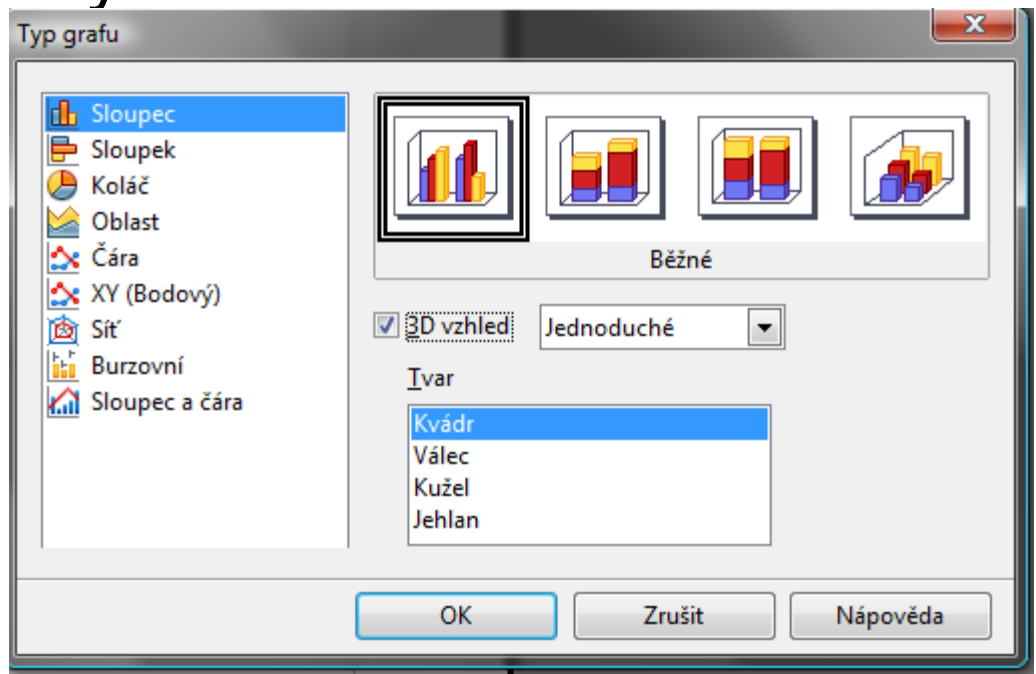 Typ grafu
Sloupec
Sloupek
Koláč
Oblast
Čára
XY (Bodový)
Síť
Burzovní
Sloupec a čára
Běžné
3D vzhled
Jednoduché
Tvar
Kvádr
Válec
Kužel
Jehlan
OK
Zrušit
Nápověda